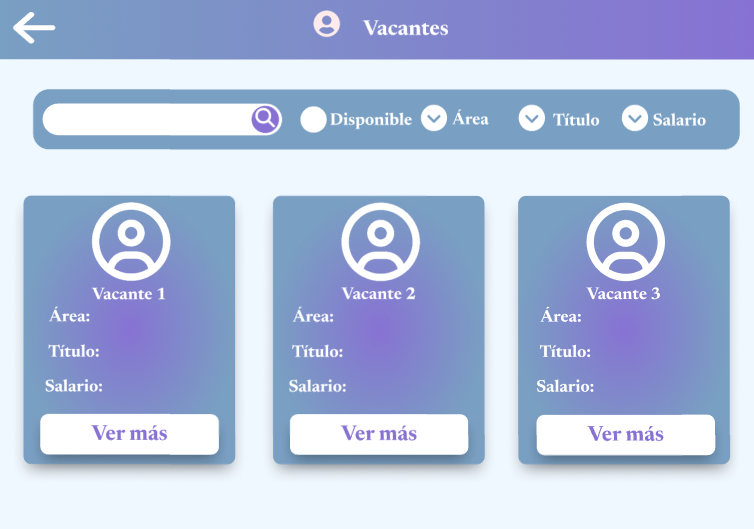 Vacantes
Disponible Área Título Salario
Vacante 1
Área:
Título:
Salario:
Ver más
Vacante 2
Área:
Título:
Salario:
Ver más
Vacante 3
Área:
Título:
Salario:
Ver más